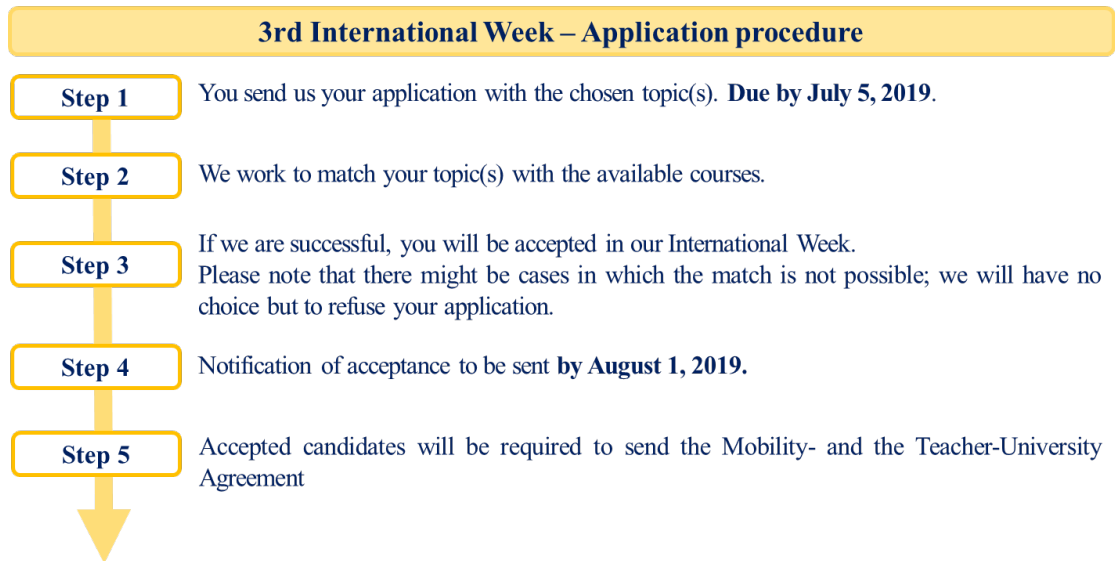 3rd International Week – Application procedure
Step 1
You send us your application with the chosen topic(s). Due by July 5, 2019.
Step 2
We work to match your topic(s) with the available courses.
Step 3
If we are successful, you will be accepted in our International Week.
Please note that there might be cases in which the match is not possible; we will have no
choice but to refuse your application.
Step 4
Notification of acceptance to be sent by August 1, 2019.
Step 5
Accepted candidates will be required to send the Mobility- and the Teacher-University
Agreement